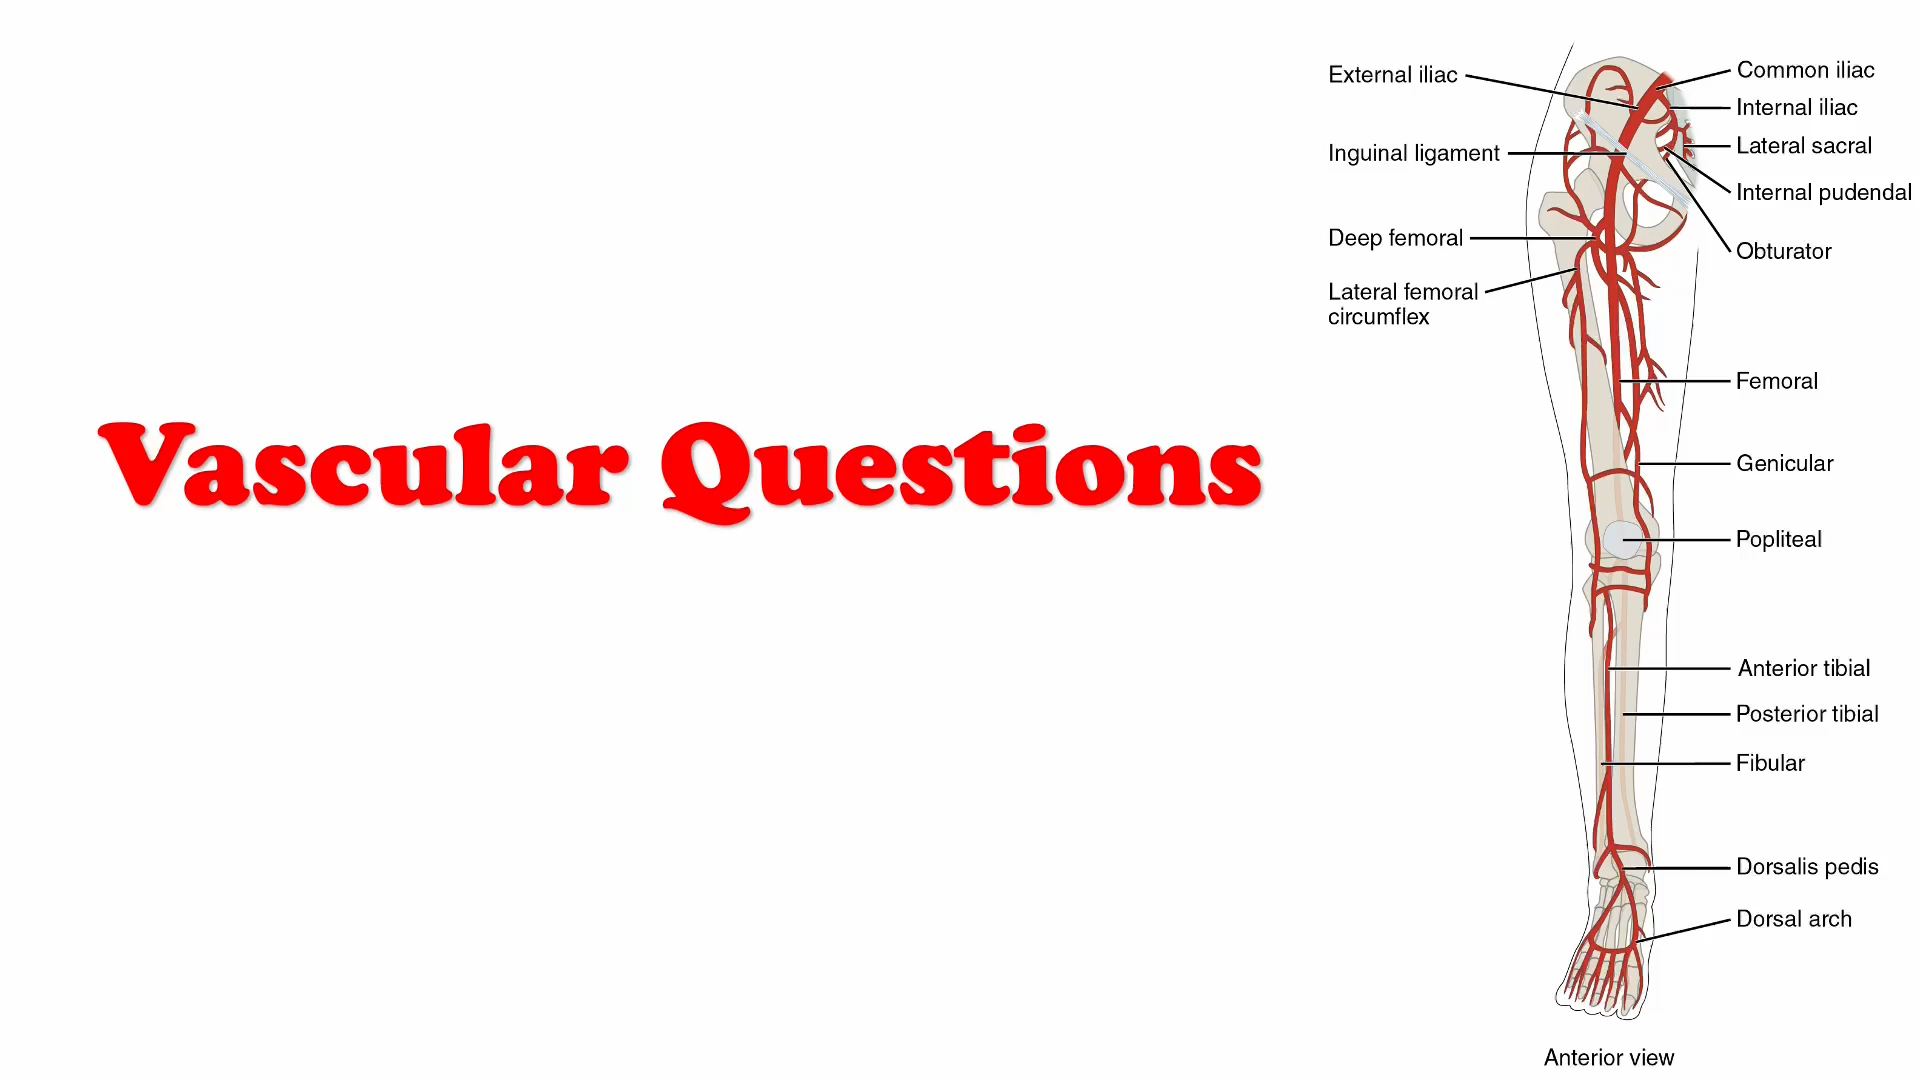 Vascular Questions
External iliac
Inguinal ligament
Deep femoral
Lateral femoral
circumflex
Common iliac
Internal iliac
Lateral sacral
Internal pudendal
Obturator
Femoral
Genicular
Popliteal
Anterior tibial
Posterior tibial
Fibular
Dorsalis pedis
Dorsal arch
Anterior view